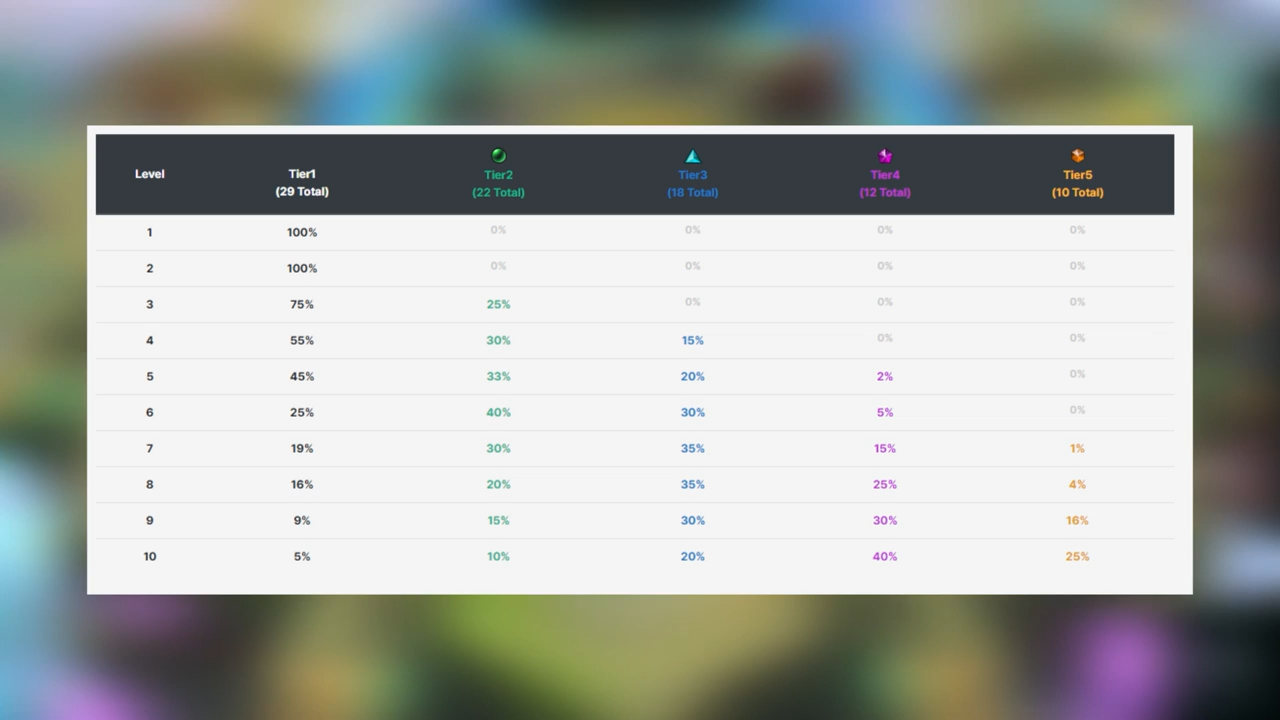 Level Tier1 Tier2 Tier3 Tier4 Tier5
(29 Total) (22 Total) (18 Total) (12 Total) (10 Total)
1 100% 0% 0% 0% 0%
2 100% 0% 0% 0% 0%
3 75% 25% 0% 0% 0%
4 55% 30% 15% 0% 0%
5 45% 33% 20% 2% 0%
6 25% 40% 30% 5% 0%
7 19% 30% 35% 15% 1%
8 16% 20% 35% 25% 4%
9 9% 15% 30% 30% 16%
10 5% 10% 20% 40% 25%